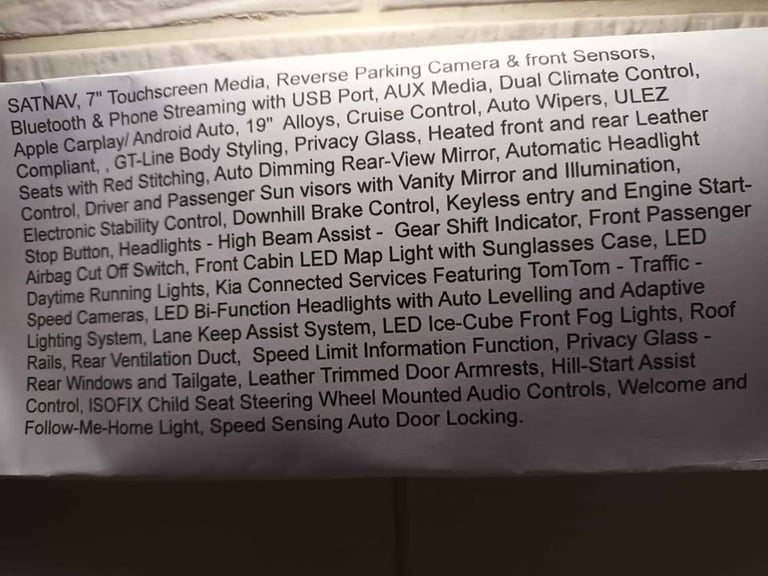 SATNAV, 7" Touchscreen Media, Reverse Parking Camera & front Sensors,
Bluetooth & Phone Streaming with USB Port, AUX Media, Dual Climate Control,
Apple Carplay/ Android Auto, 19" Alloys, Cruise Control, Auto Wipers, ULEZ
Compliant, , GT-Line Body Styling, Privacy Glass, Heated front and rear Leather
Seats with Red Stitching, Auto Dimming Rear-View Mirror, Automatic Headlight
Control, Driver and Passenger Sun visors with Vanity Mirror and Illumination,
Electronic Stability Control, Downhill Brake Control, Keyless entry and Engine Start-
Stop Button, Headlights - High Beam Assist - Gear Shift Indicator, Front Passenger
Airbag Cut Off Switch, Front Cabin LED Map Light with Sunglasses Case, LED
Daytime Running Lights, Kia Connected Services Featuring TomTom - Traffic -
Speed Cameras, LED Bi-Function Headlights with Auto Levelling and Adaptive
Lighting System, Lane Keep Assist System, LED Ice-Cube Front Fog Lights, Roof
Rails, Rear Ventilation Duct, Speed Limit Information Function, Privacy Glass -
Rear Windows and Tailgate, Leather Trimmed Door Armrests, Hill-Start Assist
Control, ISOFIX Child Seat Steering Wheel Mounted Audio Controls, Welcome and
Follow-Me-Home Light, Speed Sensing Auto Door Locking.